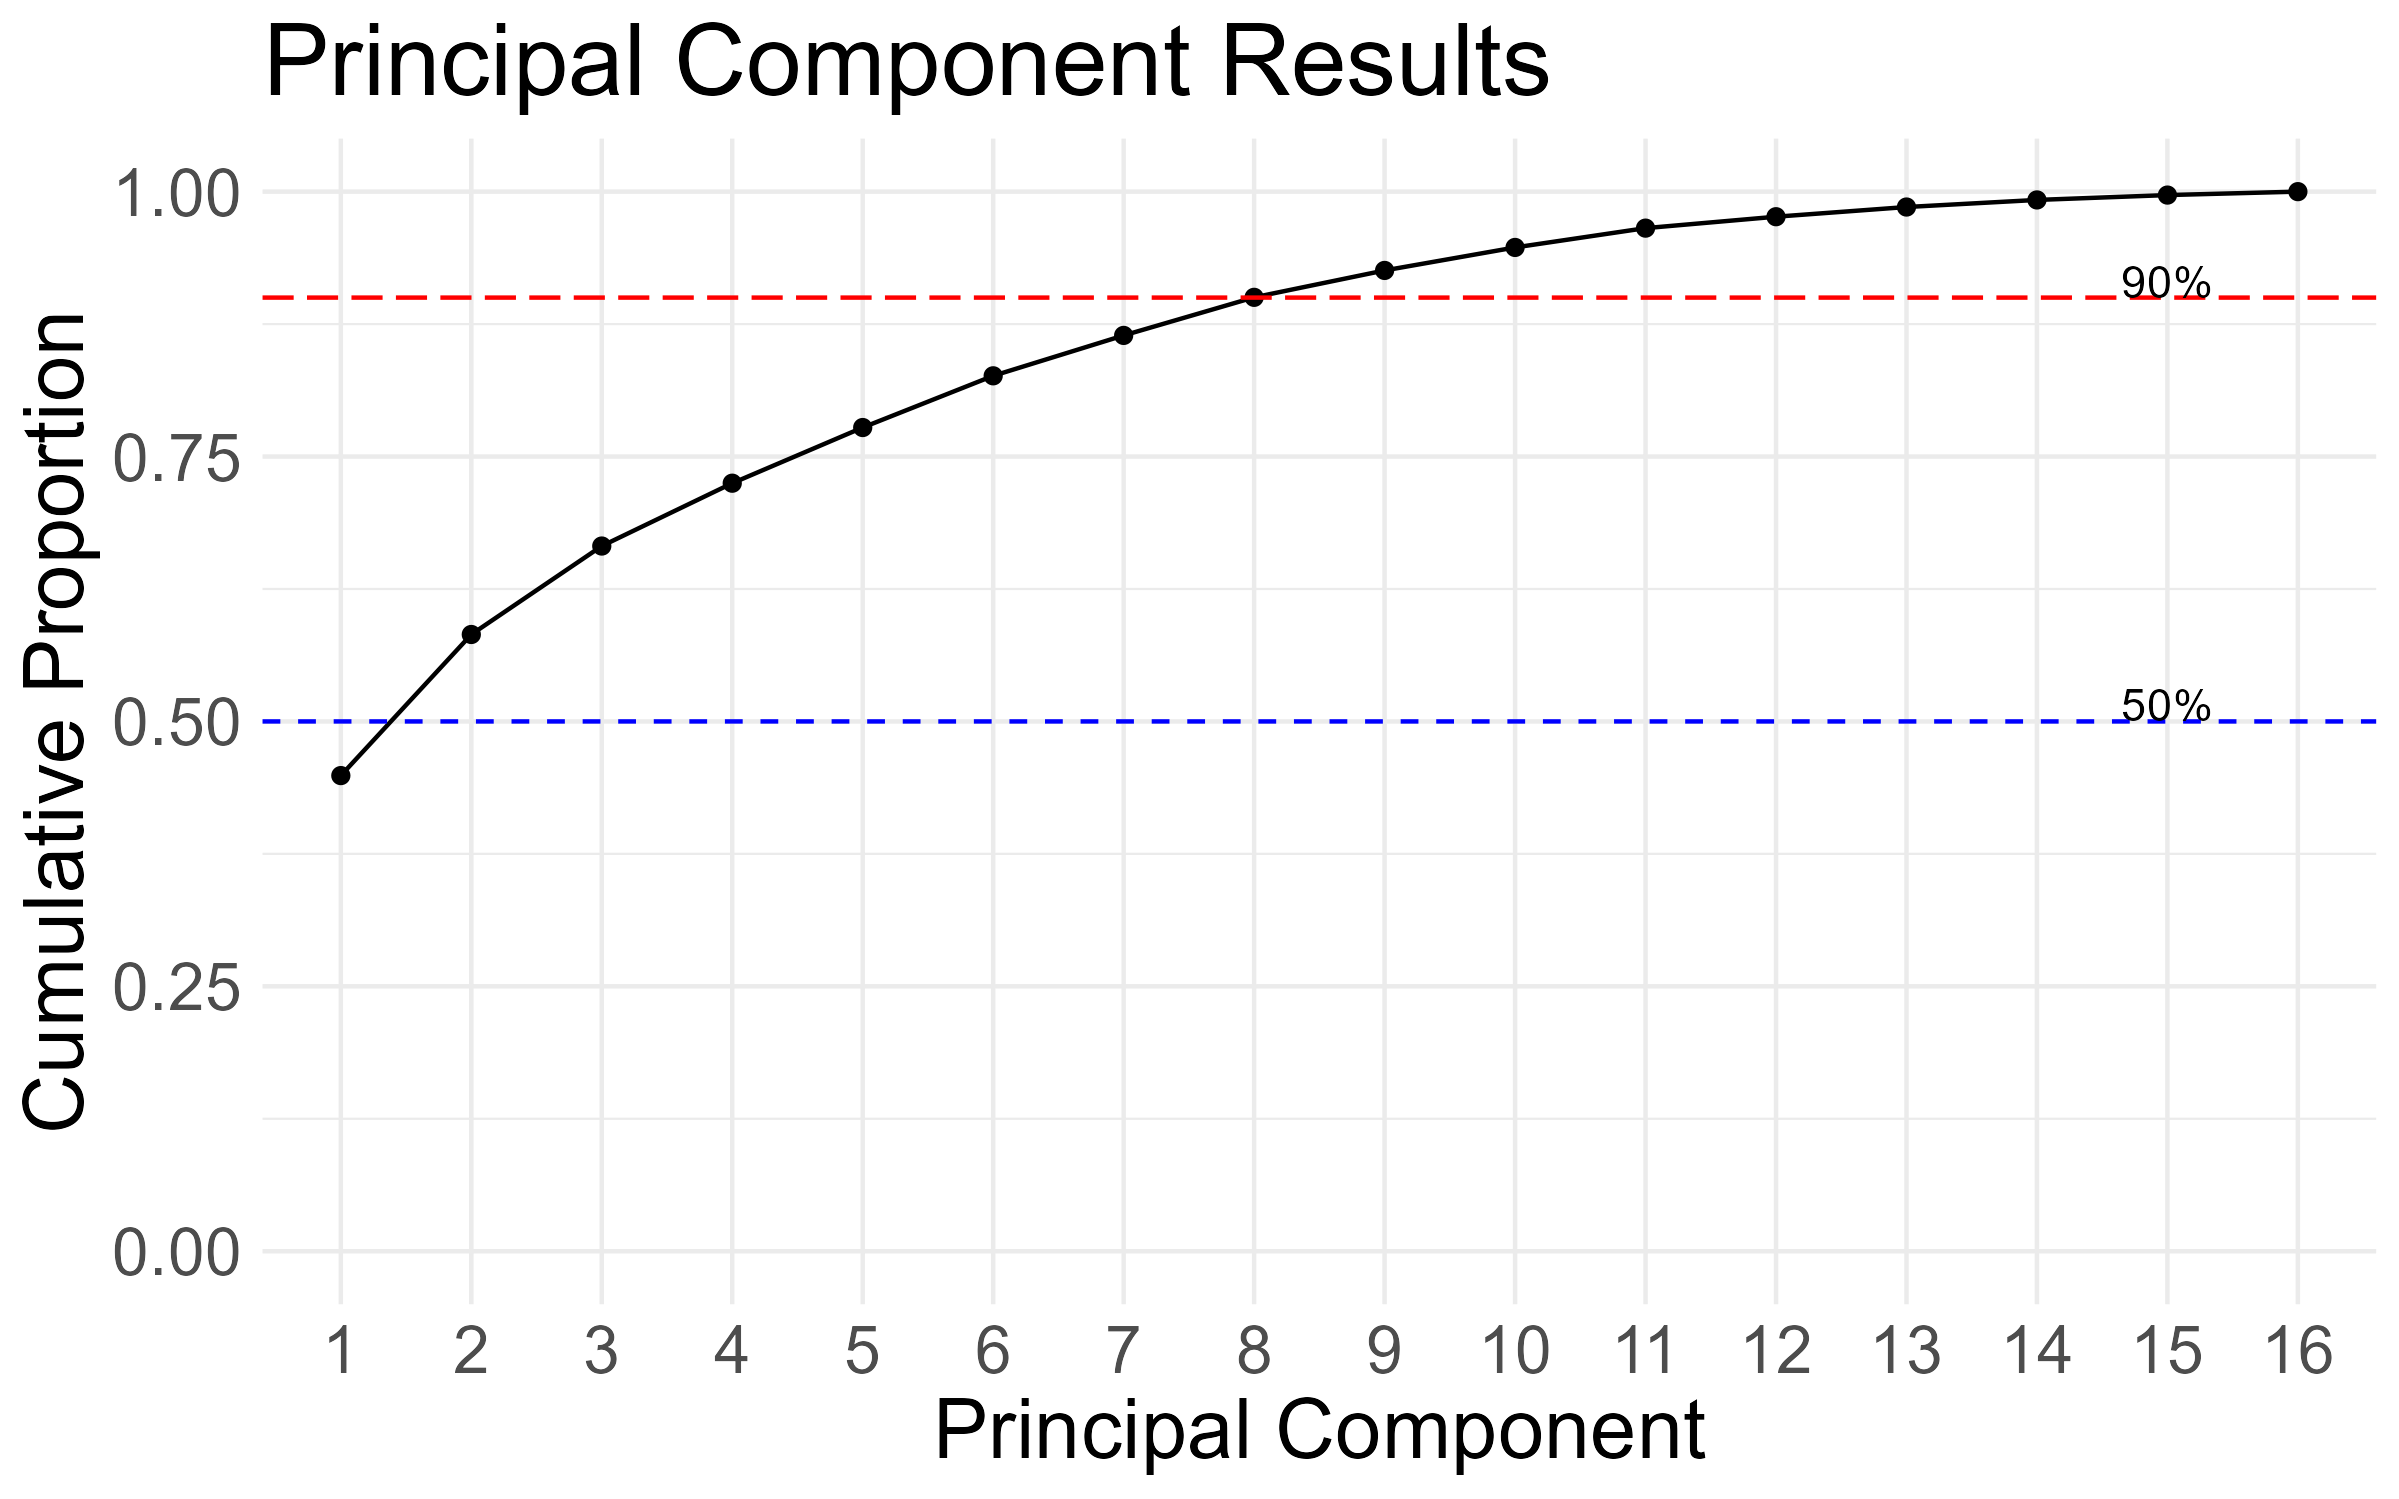 Principal Component Results
Cumulative Proportion
1.00
0.75
0.50
0.25
0.00
90%
50%
1 2 3 4 5 6 7 8 9 10 11 12 13 14 15 16
Principal Component